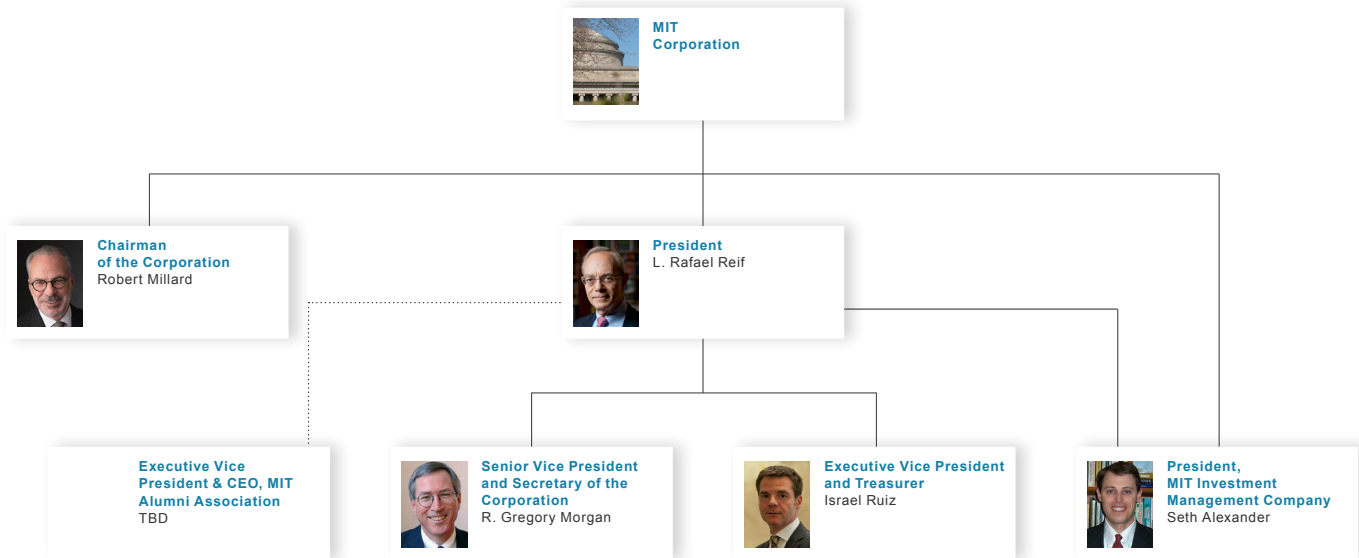 MIT
Corporation
Chairman
of the Corporation
Robert Millard
President
L. Rafael Reif
Executive Vice
President & CEO, MIT
Alumni Association
TBD
Senior Vice President
and Secretary of the
Corporation
R. Gregory Morgan
Executive Vice President
and Treasurer
Israel Ruiz
President,
MIT Investment
Management Company
Seth Alexander